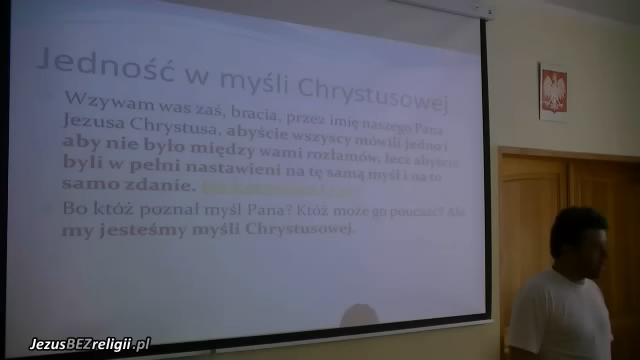 Jedność w myśli Chrystusowej
Wzywam was zaś, bracia, przez imię naszego Pana
Jezusa Chrystusa, abyście wszyscy mówili jedno i
aby nie było między wami rozłamów, lecz abyście
byli w pełni nastawieni na tę samą myśl i na to
samo zdanie.
Bo któż poznał myśl Pana? Któż może go pouczać? Ale
my jesteśmy myśli Chrystusowej.
JezusBEZreligii.pl